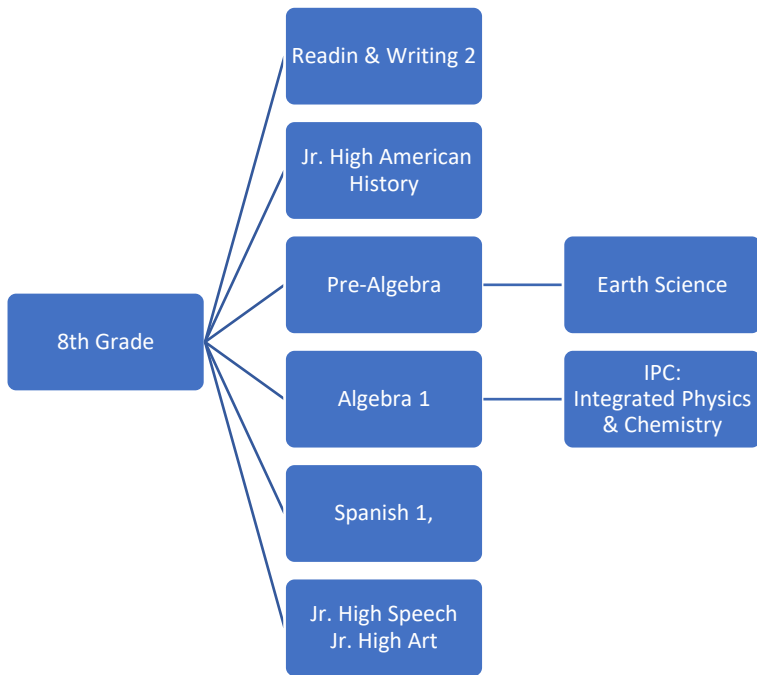 Readin & Writing 2
Jr. High American
History
Pre-Algebra
Earth Science
8th Grade
Algebra 1
IPC:
Integrated Physics
& Chemistry
Spanish 1,
Jr. High Speech
Jr. High Art